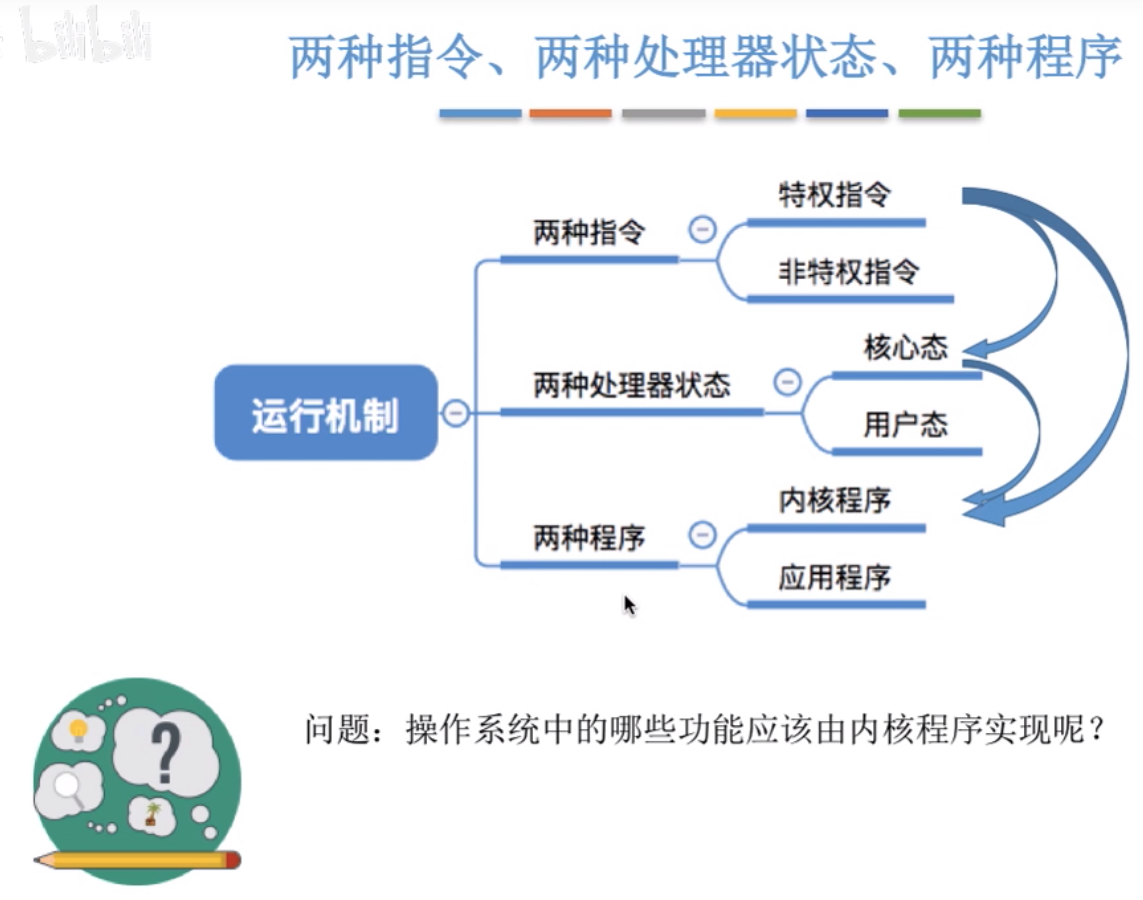 bilibili
两种指令、两种处理器状态、两种程序
特权指令
两种指令
非特权指令
核心态
两种处理器状态
运行机制
用户态
内核程序
两种程序
应用程序
?
问题：操作系统中的哪些功能应该由内核程序实现呢？